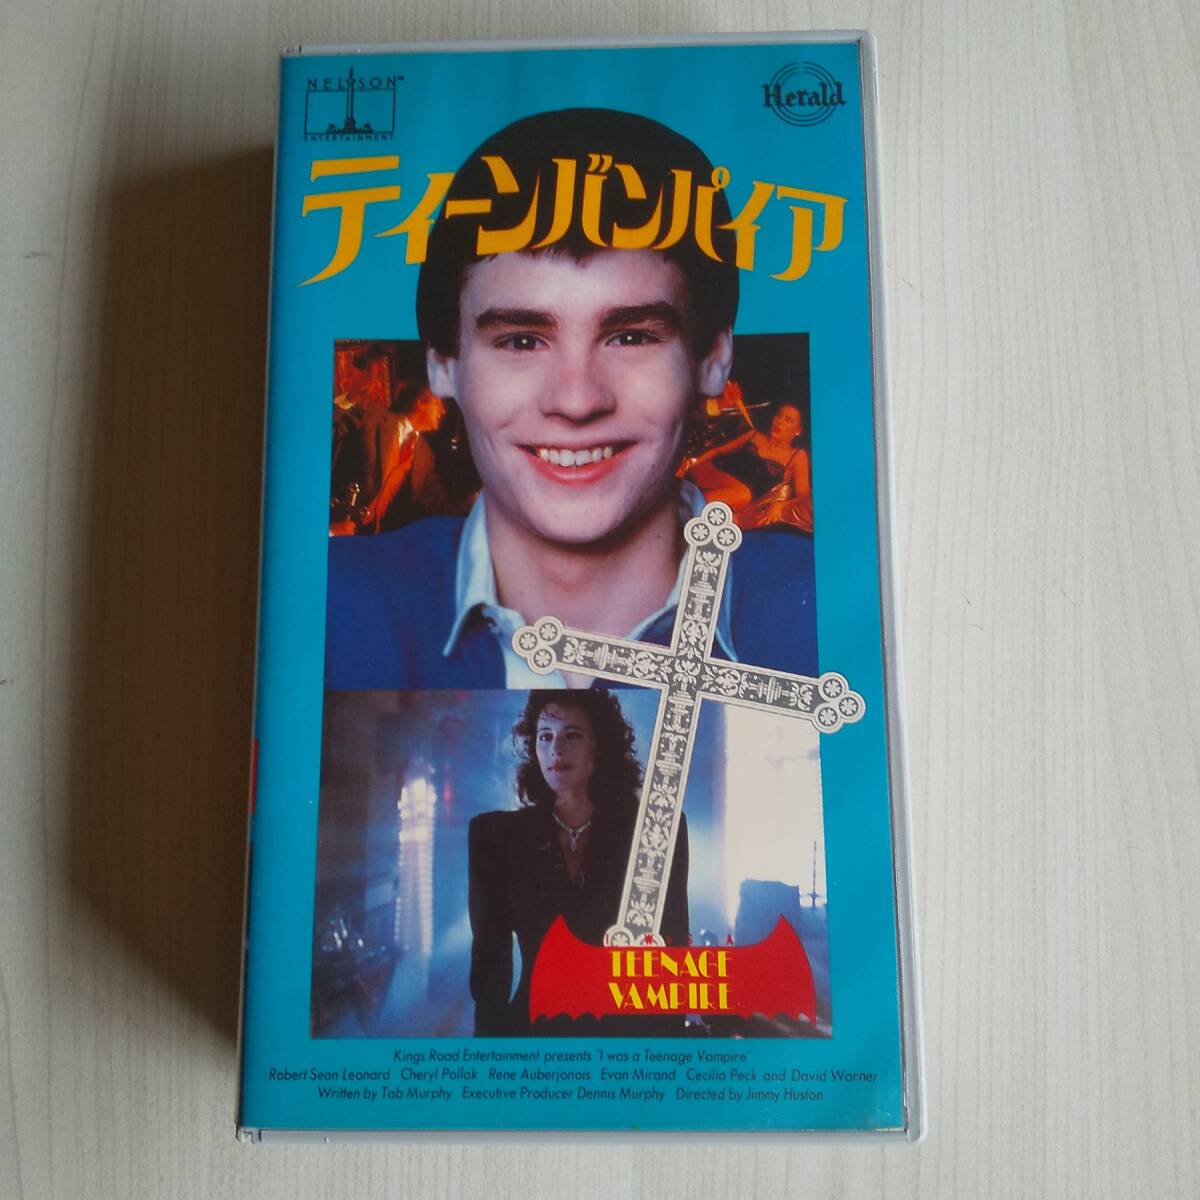 NELSON™
ENTERTAINMENT
Herald
ティーンバンパイア
I WAS A
TEENAGE
VAMPIRE
Kings Road Entertainment presents "I was a Teenage Vampire"
Robert Sean Leonard Cheryl Pollak Rene Auberjonois Evan Mirand Cecilia Peck and David Warner
Written by Tab Murphy Executive Producer Dennis Murphy Directed by Jimmy Huston